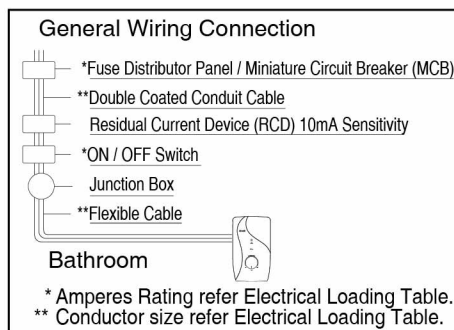 General Wiring Connection
*Fuse Distributor Panel / Miniature Circuit Breaker (MCB)
**Double Coated Conduit Cable
Residual Current Device (RCD) 10mA Sensitivity
*ON / OFF Switch
Junction Box
**Flexible Cable
Bathroom
* Amperes Rating refer Electrical Loading Table.
** Conductor size refer Electrical Loading Table.